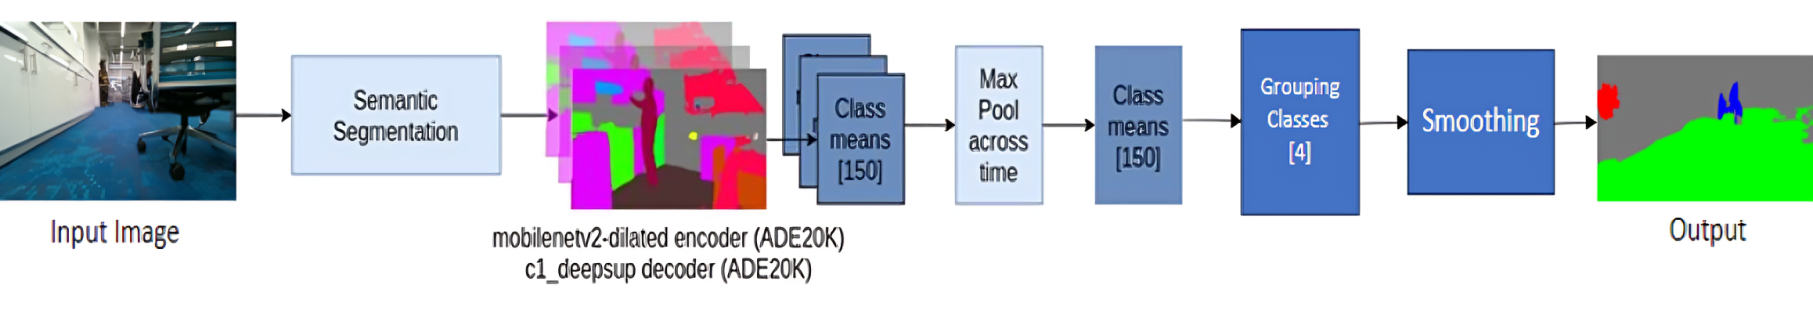 Input Image
Semantic
Segmentation
mobilenetv2-dilated encoder (ADE20K)
c1_deepsup decoder (ADE20K)
Class
means
[150]
Max
Pool
across
time
Class
means
[150]
Grouping
Classes
[4]
Smoothing
Output